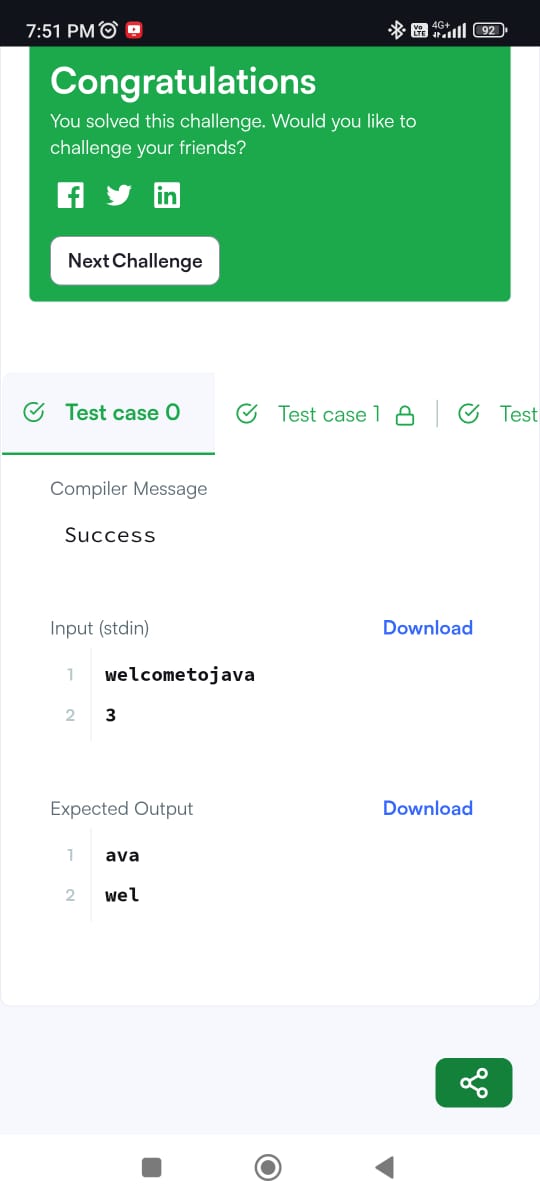 7:51 PM
Vo LTE 4G+ 92
Congratulations
You solved this challenge. Would you like to
challenge your friends?
Next Challenge
Test case 0
Test case 1
Test
Compiler Message
Success
Input (stdin)
Download
1 welcometojava
2 3
Expected Output
Download
1 ava
2 wel